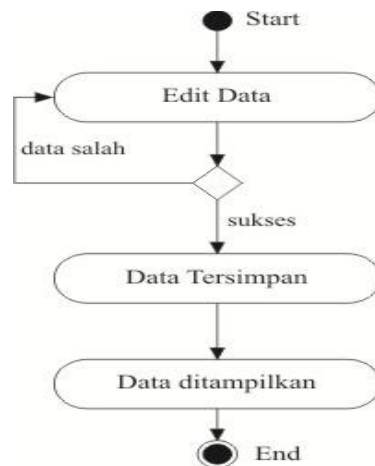 Start
Edit Data
data salah
sukses
Data Tersimpan
Data ditampilkan
End